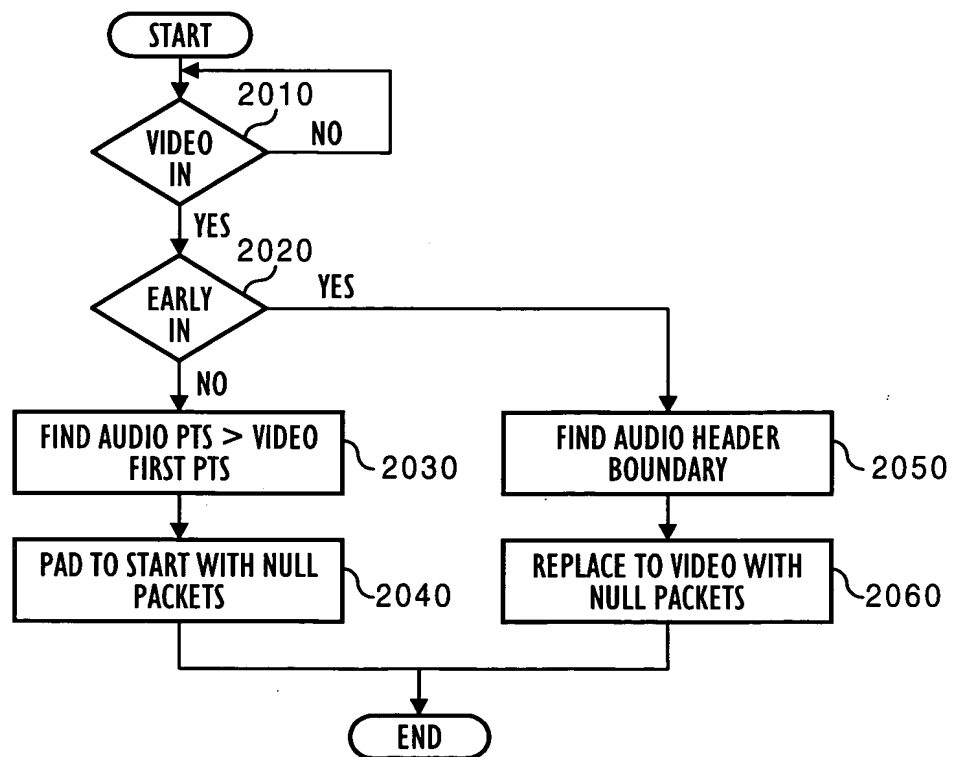 START
2010
VIDEO
IN
NO
YES
2020
EARLY
IN
YES
NO
FIND AUDIO PTS > VIDEO
FIRST PTS
2030
FIND AUDIO HEADER
BOUNDARY
2050
PAD TO START WITH NULL
PACKETS
2040
REPLACE TO VIDEO WITH
NULL PACKETS
2060
END